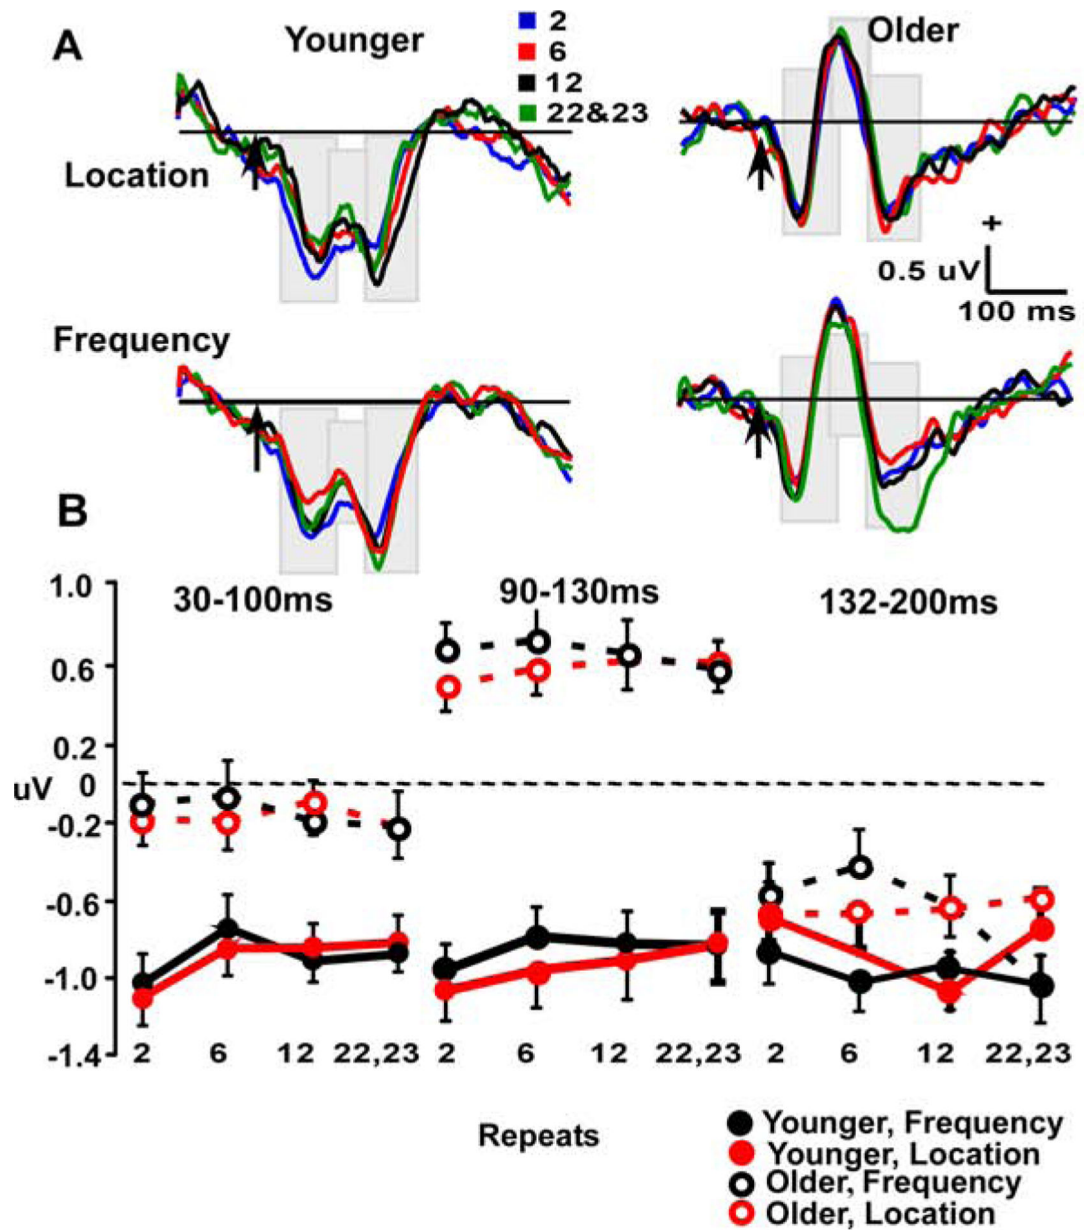 A
Younger
2
6
12
22&23
Older
Location
+
0.5 uV
100 ms
Frequency
B
30-100ms
90-130ms
132-200ms
1.0
0.6
0.2
0
uV
-0.2
-0.6
-1.0
-1.4
2 6 12 22,23 2 6 12 22,23 2 6 12 22,23
Repeats
Younger, Frequency
Younger, Location
Older, Frequency
Older, Location